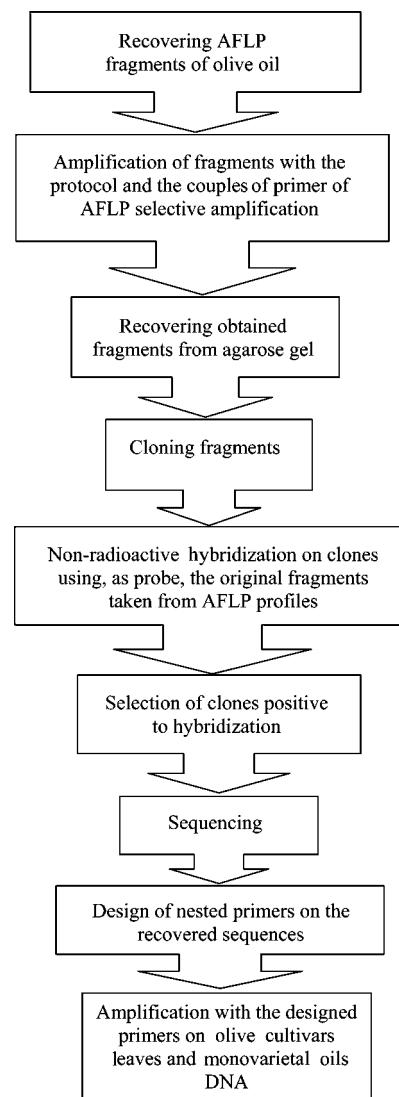 Recovering AFLP
fragments of olive oil
Amplification of fragments with the
protocol and the couples of primer of
AFLP selective amplification
Recovering obtained
fragments from agarose gel
Cloning fragments
Non-radioactive hybridization on clones
using, as probe, the original fragments
taken from AFLP profiles
Selection of clones positive
to hybridization
Sequencing
Design of nested primers on the
recovered sequences
Amplification with the designed
primers on olive cultivars
leaves and monovarietal oils
DNA